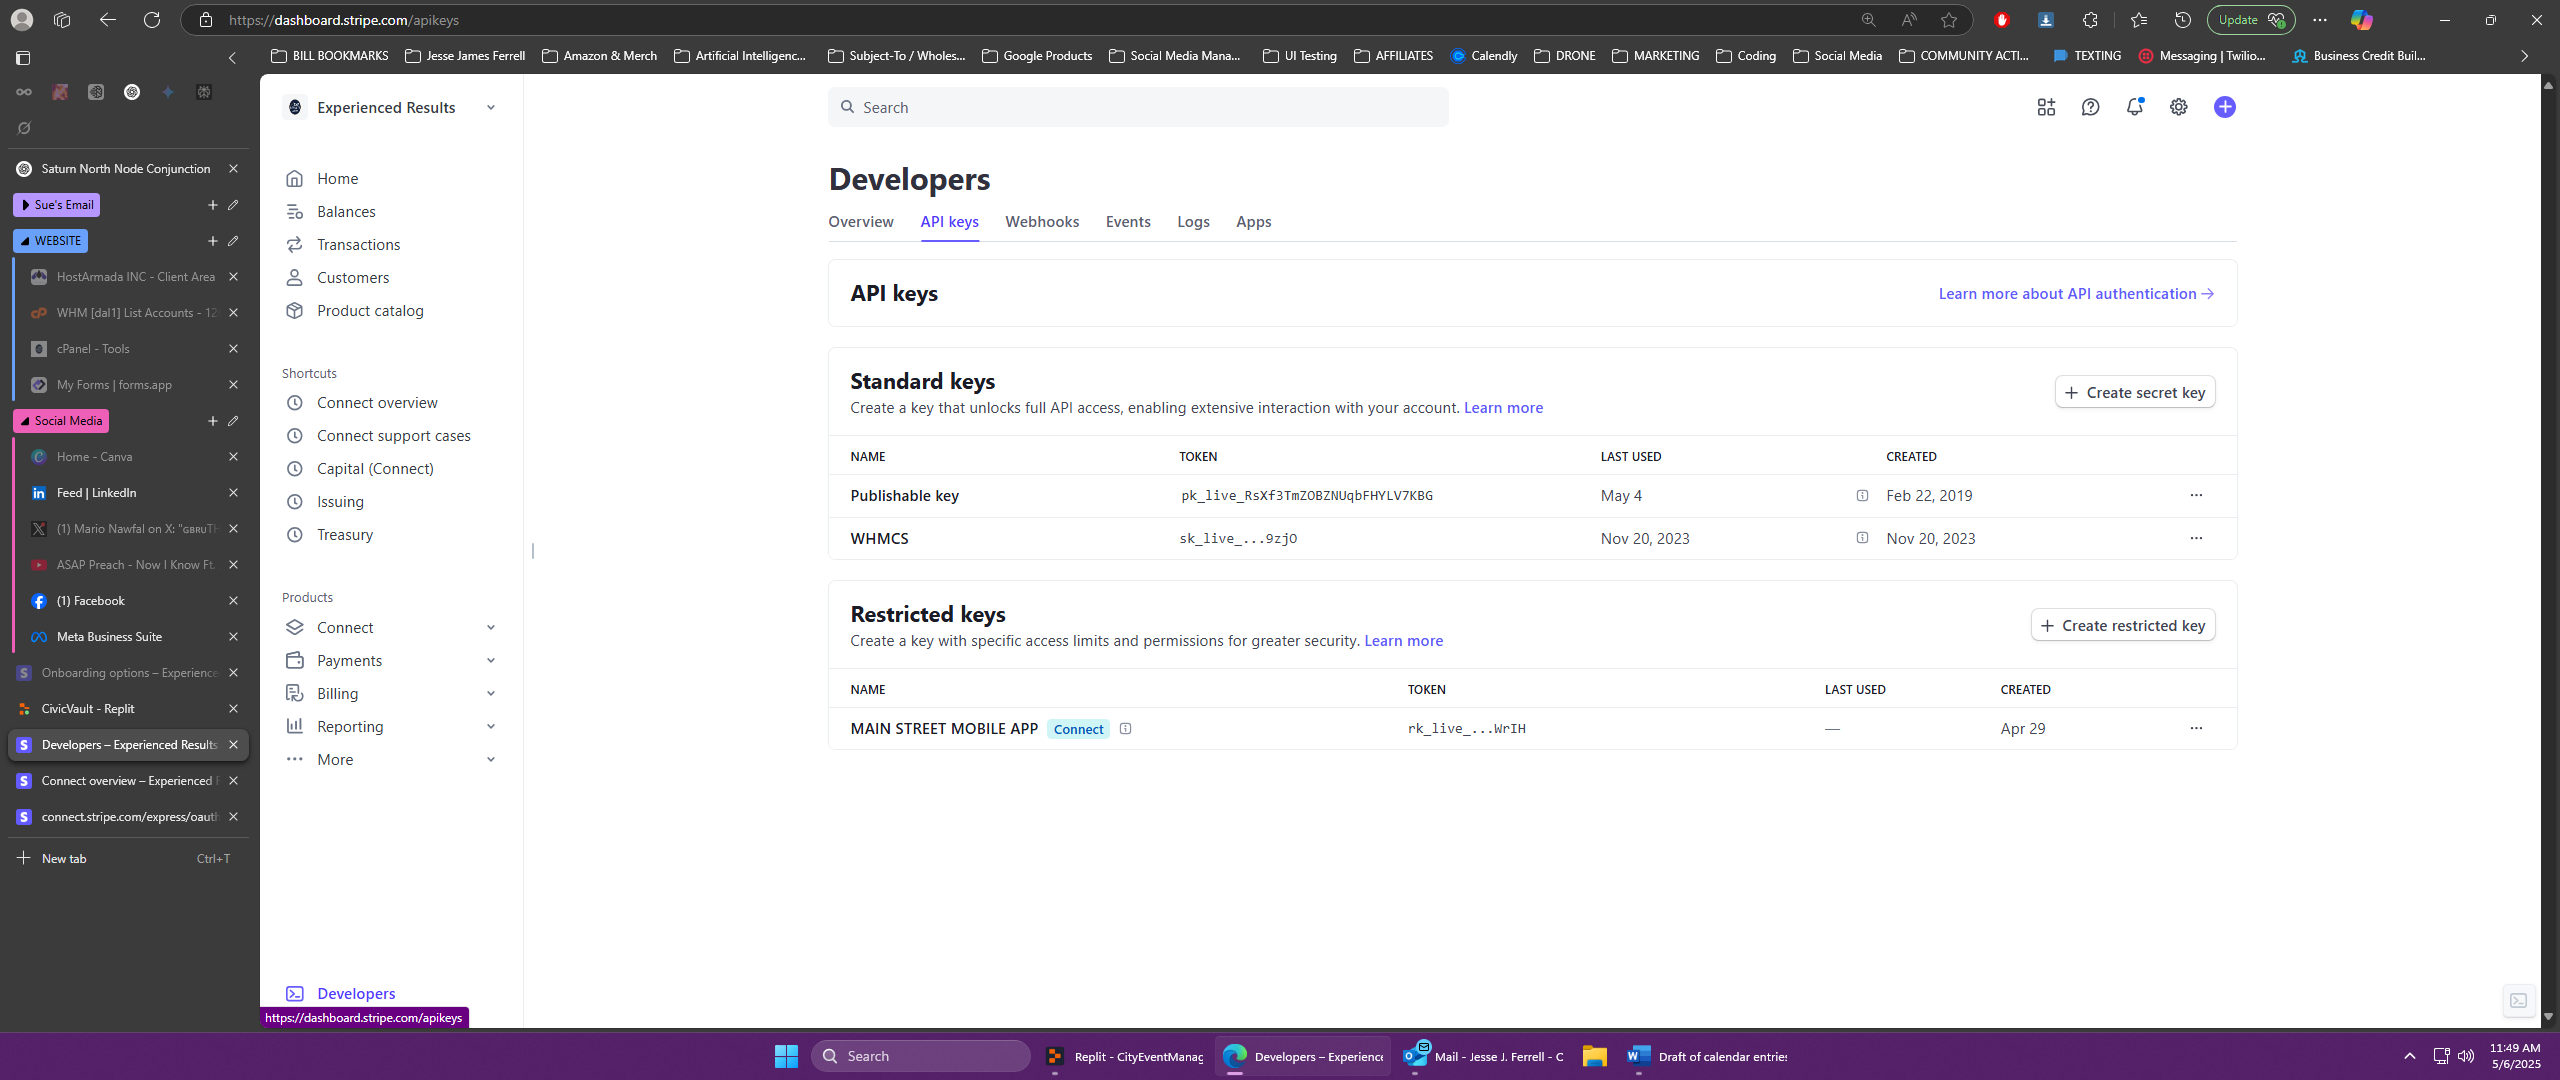 https://dashboard.stripe.com/apikeys
Update
BILL BOOKMARKS
Jesse James Ferrell
Amazon & Merch
Artificial Intelligenc...
Subject-To / Wholes...
Google Products
Social Media Mana...
UI Testing
AFFILIATES
Calendly
DRONE
MARKETING
Coding
Social Media
COMMUNITY ACTI...
TEXTING
Messaging | Twilio...
Business Credit Buil...
Saturn North Node Conjunction
Sue's Email
WEBSITE
HostArmada INC - Client Area
WHM [dal1] List Accounts - 12
cPanel - Tools
My Forms | forms.app
Social Media
Home - Canva
Feed | LinkedIn
(1) Mario Nawfal on X: "GBRUTH
ASAP Preach - Now I Know Ft.
(1) Facebook
Meta Business Suite
Onboarding options – Experience
CivicVault - Replit
Developers – Experienced Results
Connect overview – Experienced R
connect.stripe.com/express/oauth
New tab
Ctrl+T
Experienced Results
Home
Balances
Transactions
Customers
Product catalog
Shortcuts
Connect overview
Connect support cases
Capital (Connect)
Issuing
Treasury
Products
Connect
Payments
Billing
Reporting
More
Developers
https://dashboard.stripe.com/apikeys
Search
Developers
Overview API keys Webhooks Events Logs Apps
API keys
Learn more about API authentication
Standard keys
Create a key that unlocks full API access, enabling extensive interaction with your account. Learn more
Create secret key
NAME TOKEN LAST USED CREATED
Publishable key pk_live_RsXf3TmZOBZNUqbFHYLV7KBG May 4 Feb 22, 2019
WHMCS sk_live_...9zjO Nov 20, 2023 Nov 20, 2023
Restricted keys
Create a key with specific access limits and permissions for greater security. Learn more
Create restricted key
NAME TOKEN LAST USED CREATED
MAIN STREET MOBILE APP Connect rk_live_...WrIH — Apr 29
Search
Replit - CityEventManag
Developers – Experience
Mail - Jesse J. Ferrell - O
Draft of calendar entries
11:49 AM
5/6/2025